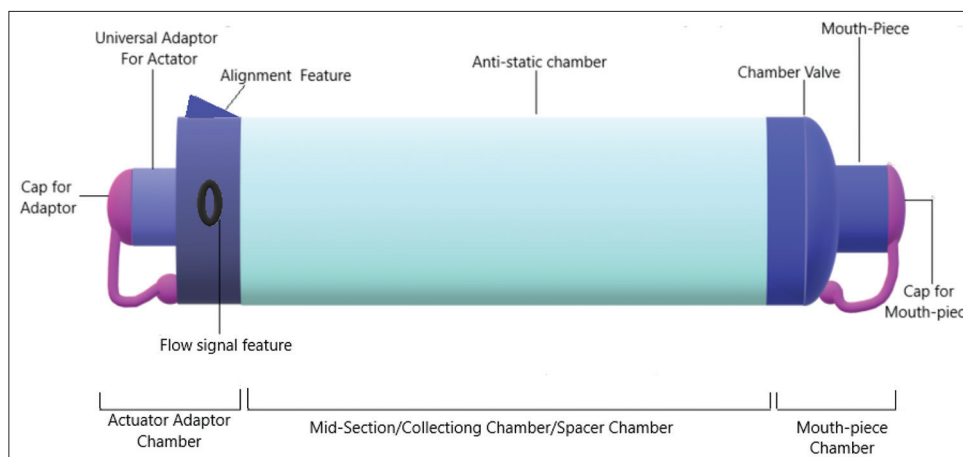 Universal Adaptor
For Actator
Alignment Feature
Anti-static chamber
Mouth-Piece
Chamber Valve
Cap for
Adaptor
Cap for
Mouth-piec
Flow signal feature
Actuator Adaptor
Chamber
Mid-Section/Collectiong Chamber/Spacer Chamber
Mouth-piece
Chamber